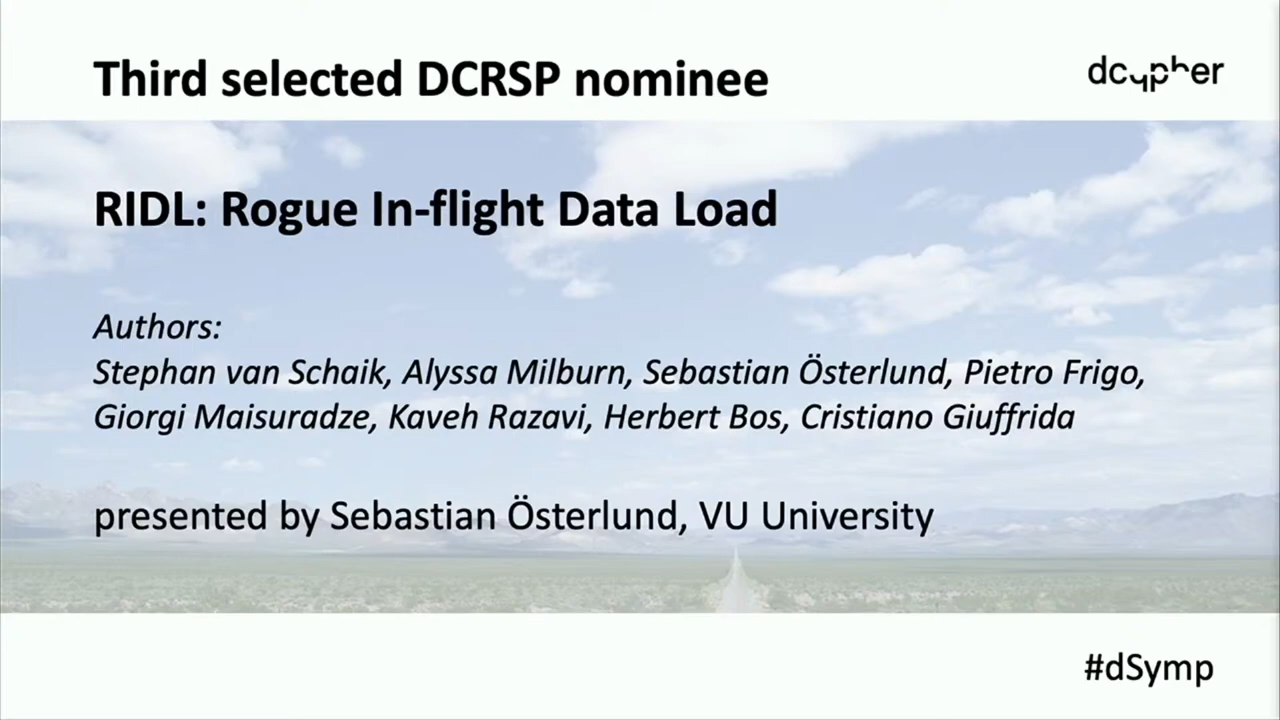 Third selected DCRSP nominee
dcypher
RIDL: Rogue In-flight Data Load
Authors:
Stephan van Schaik, Alyssa Milburn, Sebastian Österlund, Pietro Frigo,
Giorgi Maisuradze, Kaveh Razavi, Herbert Bos, Cristiano Giuffrida
presented by Sebastian Österlund, VU University
#dSymp